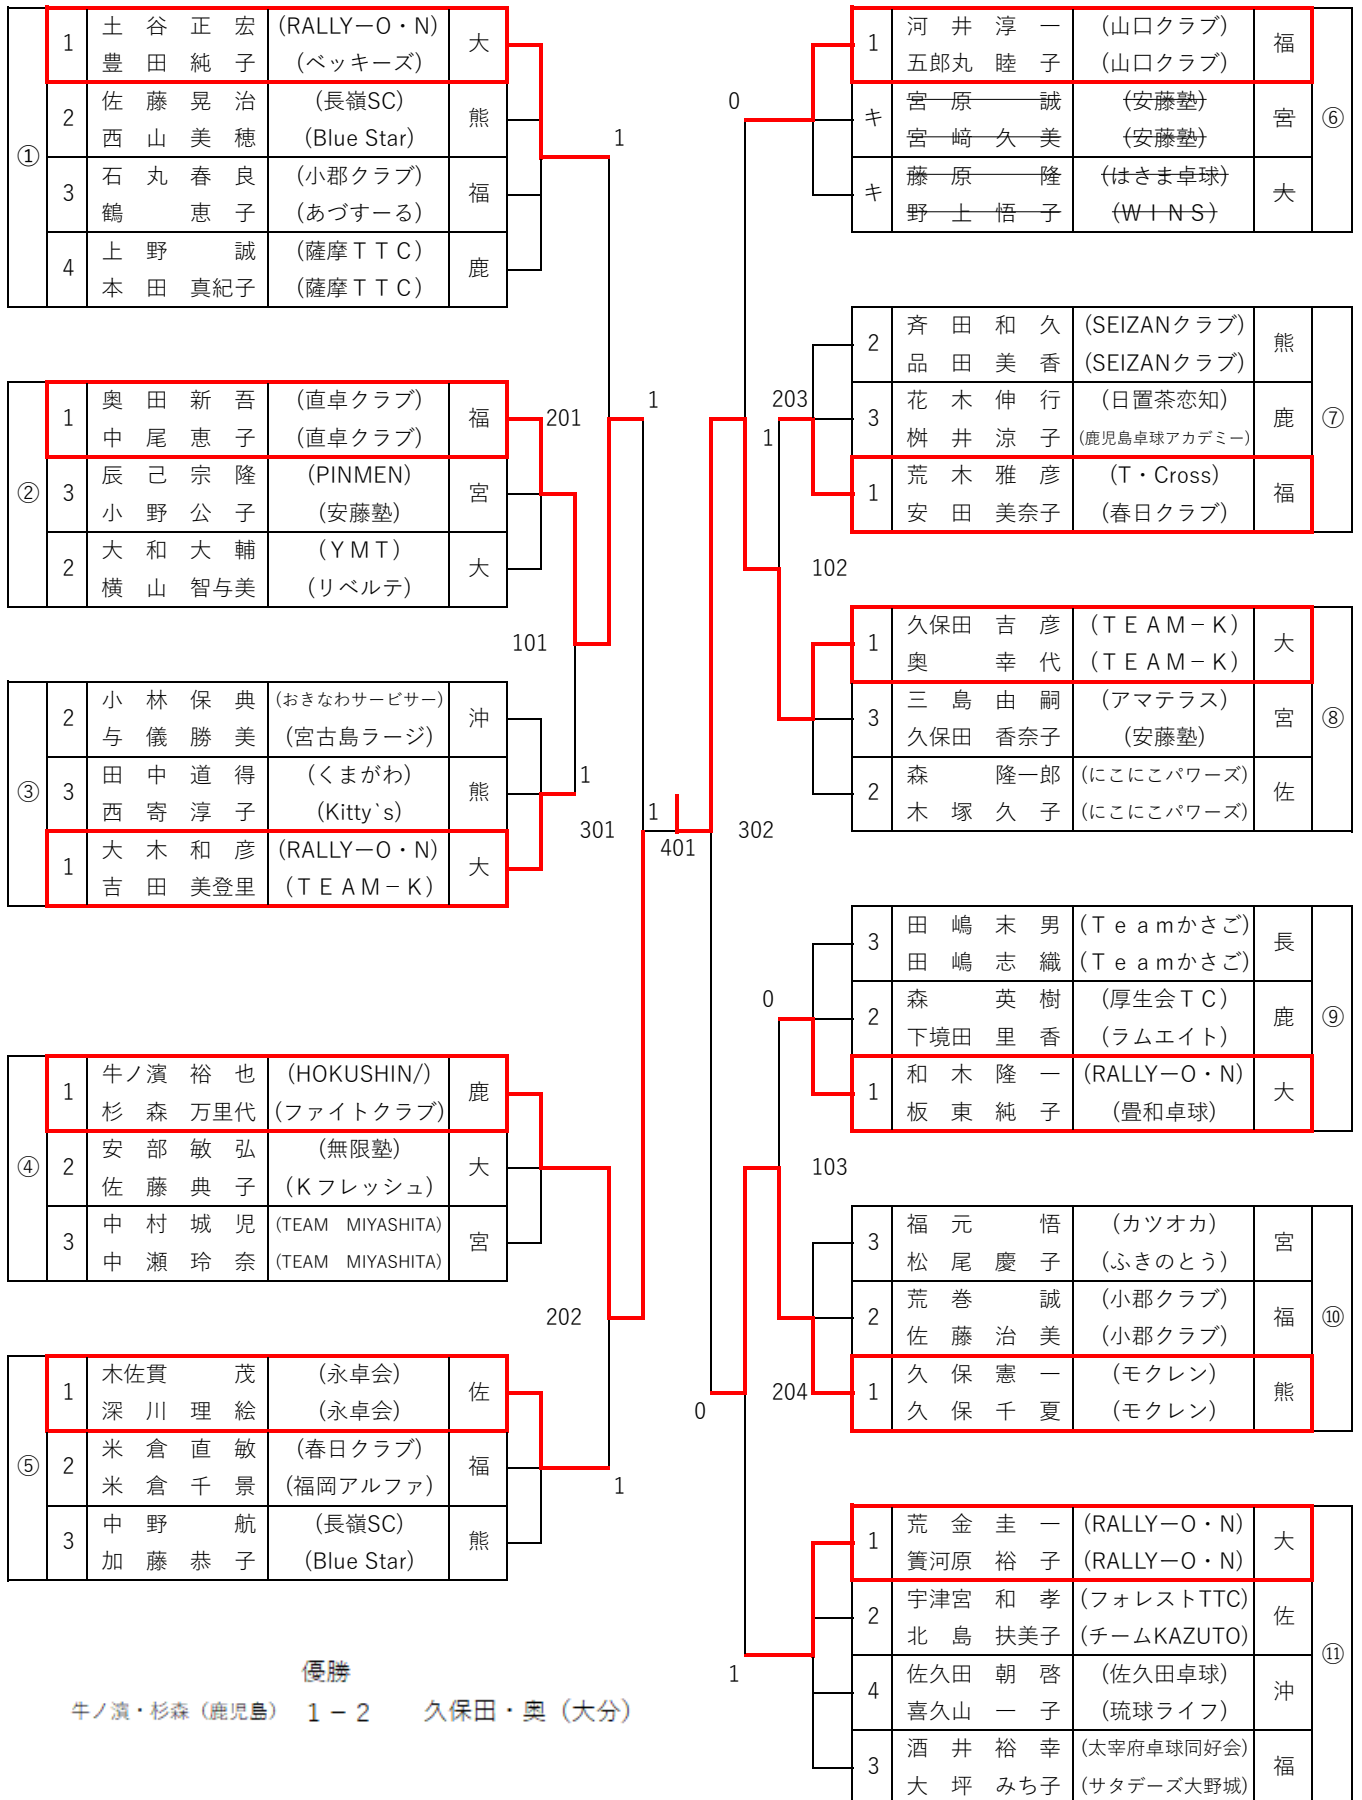 ①
1 土谷正宏 (RALLYーO・N) 大
豊田純子 (ベッキーズ)
2 佐藤晃治 (長嶺SC) 熊
西山美穂 (Blue Star)
3 石丸春良 (小郡クラブ) 福
鶴恵子 (あづすーる)
4 上野誠 (薩摩ＴＴＣ) 鹿
本田真紀子 (薩摩ＴＴＣ)
1
②
1 奥田新吾 (直卓クラブ) 福
中尾恵子 (直卓クラブ)
3 辰己宗隆 (PINMEN) 宮
小野公子 (安藤塾)
2 大和大輔 (ＹＭＴ) 大
横山智与美 (リベルテ)
201
1
101
③
2 小林保典 (おきなわサービサー) 沖
与儀勝美 (宮古島ラージ)
3 田中道得 (くまがわ) 熊
西寄淳子 (Kitty`s)
1 大木和彦 (RALLYーO・N) 大
吉田美登里 (ＴＥＡＭ－Ｋ)
1
301
1
401
④
1 牛ノ濱裕也 (HOKUSHIN/) 鹿
杉森万里代 (ファイトクラブ)
2 安部敏弘 (無限塾) 大
佐藤典子 (Ｋフレッシュ)
3 中村城児 (TEAM　MIYASHITA) 宮
中瀬玲奈 (TEAM　MIYASHITA)
202
⑤
1 木佐貫茂 (永卓会) 佐
深川理絵 (永卓会)
2 米倉直敏 (春日クラブ) 福
米倉千景 (福岡アルファ)
3 中野航 (長嶺SC) 熊
加藤恭子 (Blue Star)
1
優勝
牛ノ濱・杉森（鹿児島） １－２ 久保田・奥（大分）
⑥
1 河井淳一 (山口クラブ) 福
五郎丸睦子 (山口クラブ)
キ 宮原誠 (安藤塾) 宮
宮﨑久美 (安藤塾)
キ 藤原隆 (はさま卓球) 大
野上悟子 (ＷＩＮＳ)
0
⑦
2 斉田和久 (SEIZANクラブ) 熊
品田美香 (SEIZANクラブ)
3 花木伸行 (日置茶恋知) 鹿
桝井涼子 (鹿児島卓球アカデミー)
1 荒木雅彦 (T・Cross) 福
安田美奈子 (春日クラブ)
203
1
102
⑧
1 久保田吉彦 (ＴＥＡＭ－Ｋ) 大
奥幸代 (ＴＥＡＭ－Ｋ)
3 三島由嗣 (アマテラス) 宮
久保田香奈子 (安藤塾)
2 森隆一郎 (にこにこパワーズ) 佐
木塚久子 (にこにこパワーズ)
302
⑨
3 田嶋末男 (Ｔｅａｍかさご) 長
田嶋志織 (Ｔｅａｍかさご)
2 森英樹 (厚生会ＴＣ) 鹿
下境田里香 (ラムエイト)
1 和木隆一 (RALLYーO・N) 大
板東純子 (畳和卓球)
0
103
⑩
3 福元悟 (カツオカ) 宮
松尾慶子 (ふきのとう)
2 荒巻誠 (小郡クラブ) 福
佐藤治美 (小郡クラブ)
1 久保憲一 (モクレン) 熊
久保千夏 (モクレン)
204
0
⑪
1 荒金圭一 (RALLYーO・N) 大
簀河原裕子 (RALLYーO・N)
2 宇津宮和孝 (フォレストTTC) 佐
北島扶美子 (チームKAZUTO)
4 佐久田朝啓 (佐久田卓球) 沖
喜久山一子 (琉球ライフ)
3 酒井裕幸 (太宰府卓球同好会) 福
大坪みち子 (サタデーズ大野城)
1